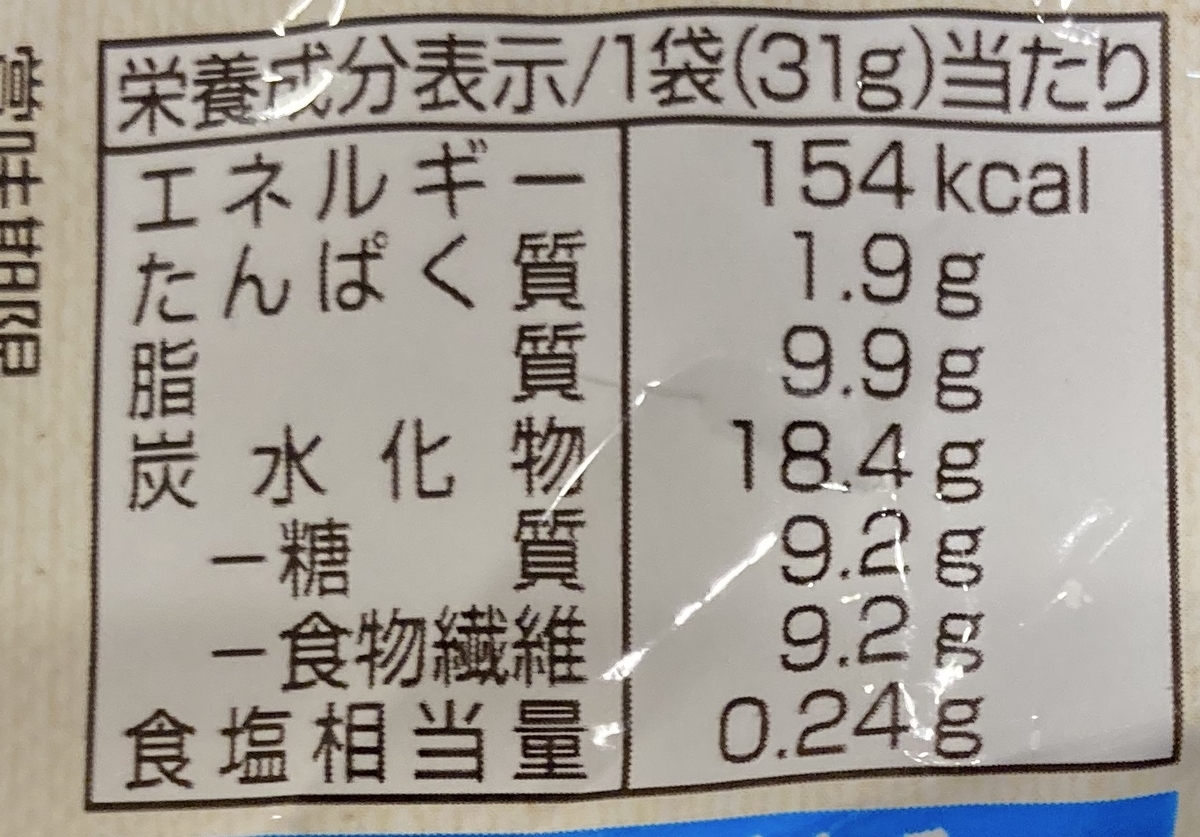 栄養成分表示/1袋(31g)当たり
エネルギー 154kcal
たんぱく質 1.9g
脂質 9.9g
炭水化物 18.4g
－糖質 9.2g
－食物繊維 9.2g
食塩相当量 0.24g